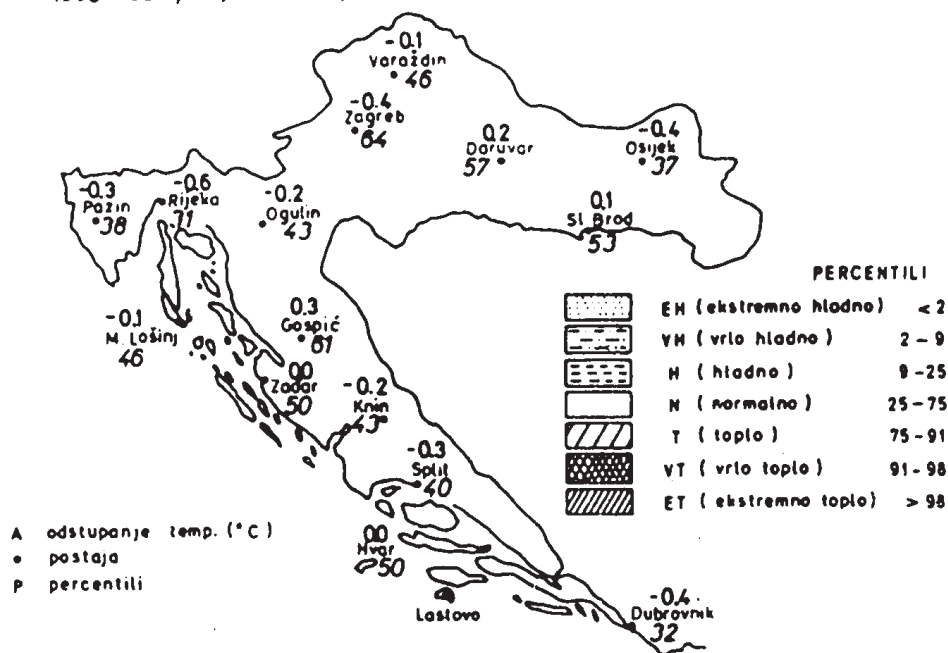 -0.1
Varaždin
46
-0.4
Zagreb
64
0.2
Daruvar
57
-0.4
Osijek
37
-0.3
Pazin
38
-0.6
Rijeka
31
-0.2
Ogulin
43
0.1
Sl. Brod
53
-0.1
M. Lošinj
46
0.3
Gospić
61
0.0
Zadar
50
-0.2
Knin
43
-0.3
Split
40
0.0
Hvar
50
Lastovo
-0.4
Dubrovnik
32
PERCENTILI
EH (ekstremno hladno) < 2
VH (vrlo hladno) 2-9
H (hladno) 9-25
N (normalno) 25-75
T (toplo) 75-91
VT (vrlo toplo) 91-98
ET (ekstremno toplo) > 98
A odstupanje temp. (°C)
• postaja
P percentili